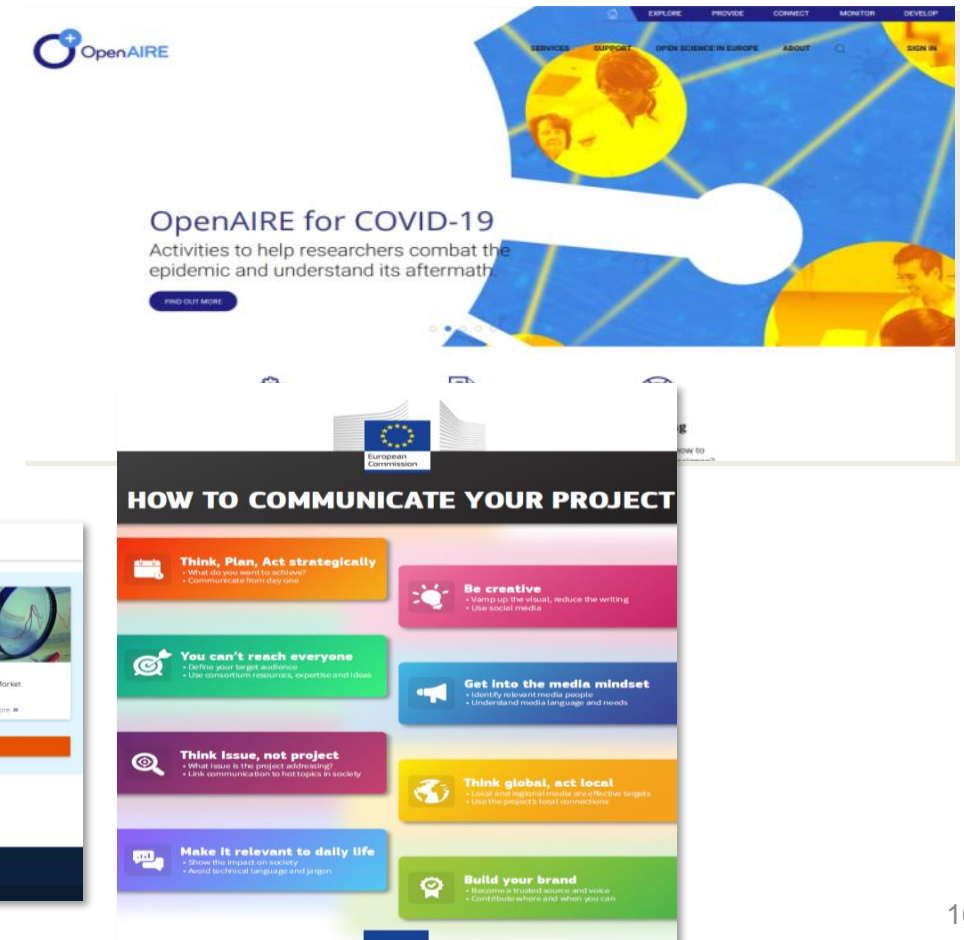 EXPLORE PROVIDE CONNECT MONITOR DEVELOP
OpenAIRE
SERVICES SUPPORT OPEN SCIENCE IN EUROPE ABOUT SIGN IN
OpenAIRE for COVID-19
Activities to help researchers combat the
epidemic and understand its aftermath.
FIND OUT MORE
European
Commission
HOW TO COMMUNICATE YOUR PROJECT
Think, Plan, Act strategically
• What do you want to achieve?
• Communicate from day one
Be creative
• Vamp up the visual, reduce the writing
• Use social media
You can't reach everyone
• Define your target audience
• Use consortium resources, expertise and ideas
Get into the media mindset
• Identify relevant media people
• Understand media language and needs
Think Issue, not project
• What issue is the project addressing?
• Link communication to hot topics in society
Think global, act local
• Local and regional media are effective targets
• Use the project's local connections
Make it relevant to daily life
• Show the impact on society
• Avoid technical language and jargon
Build your brand
• Become a trusted source and voice
• Contribute where and when you can